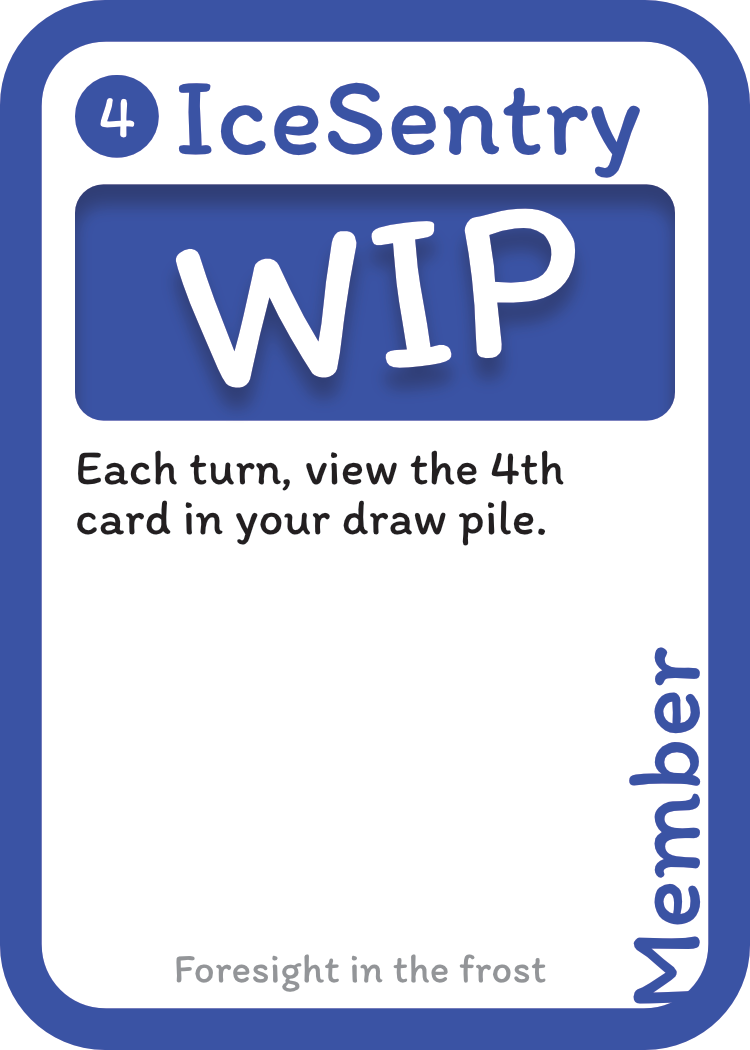 4 IceSentry
WIP
Each turn, view the 4th
card in your draw pile.
Member
Foresight in the frost